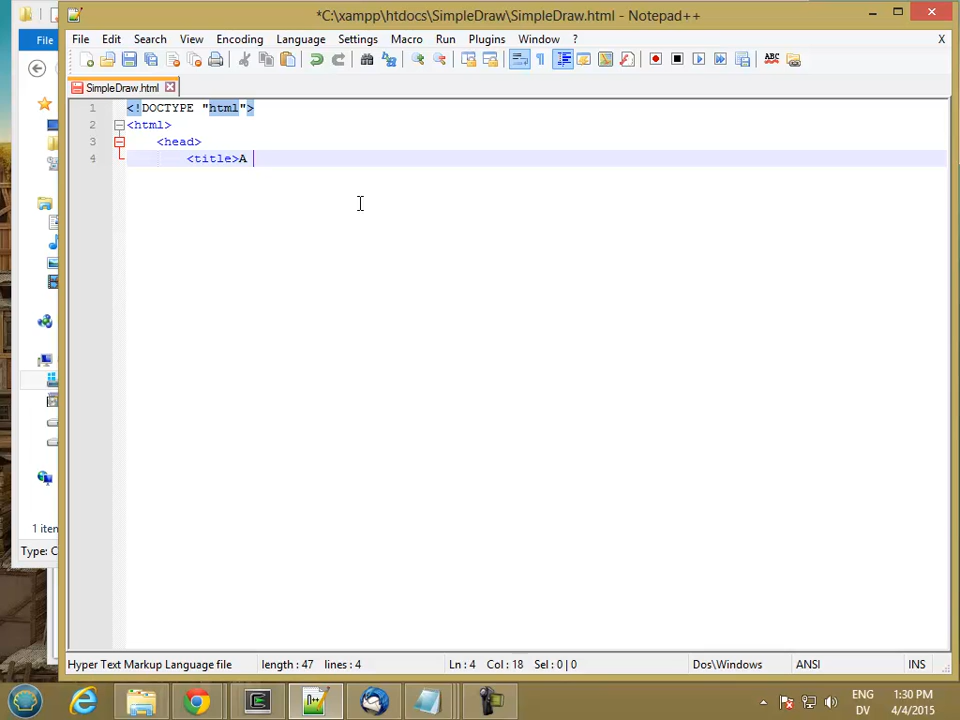 *C:\xampp\htdocs\SimpleDraw\SimpleDraw.html - Notepad++
File
File Edit Search View Encoding Language Settings Macro Run Plugins Window ? X
SimpleDraw.html
1 <!DOCTYPE "html">
2 <html>
3 <head>
4 <title>A
1 iten
Type: C
Hyper Text Markup Language file length : 47 lines : 4 Ln : 4 Col : 18 Sel : 0 | 0 Dos\Windows ANSI INS
ENG 1:30 PM
DV 4/4/2015